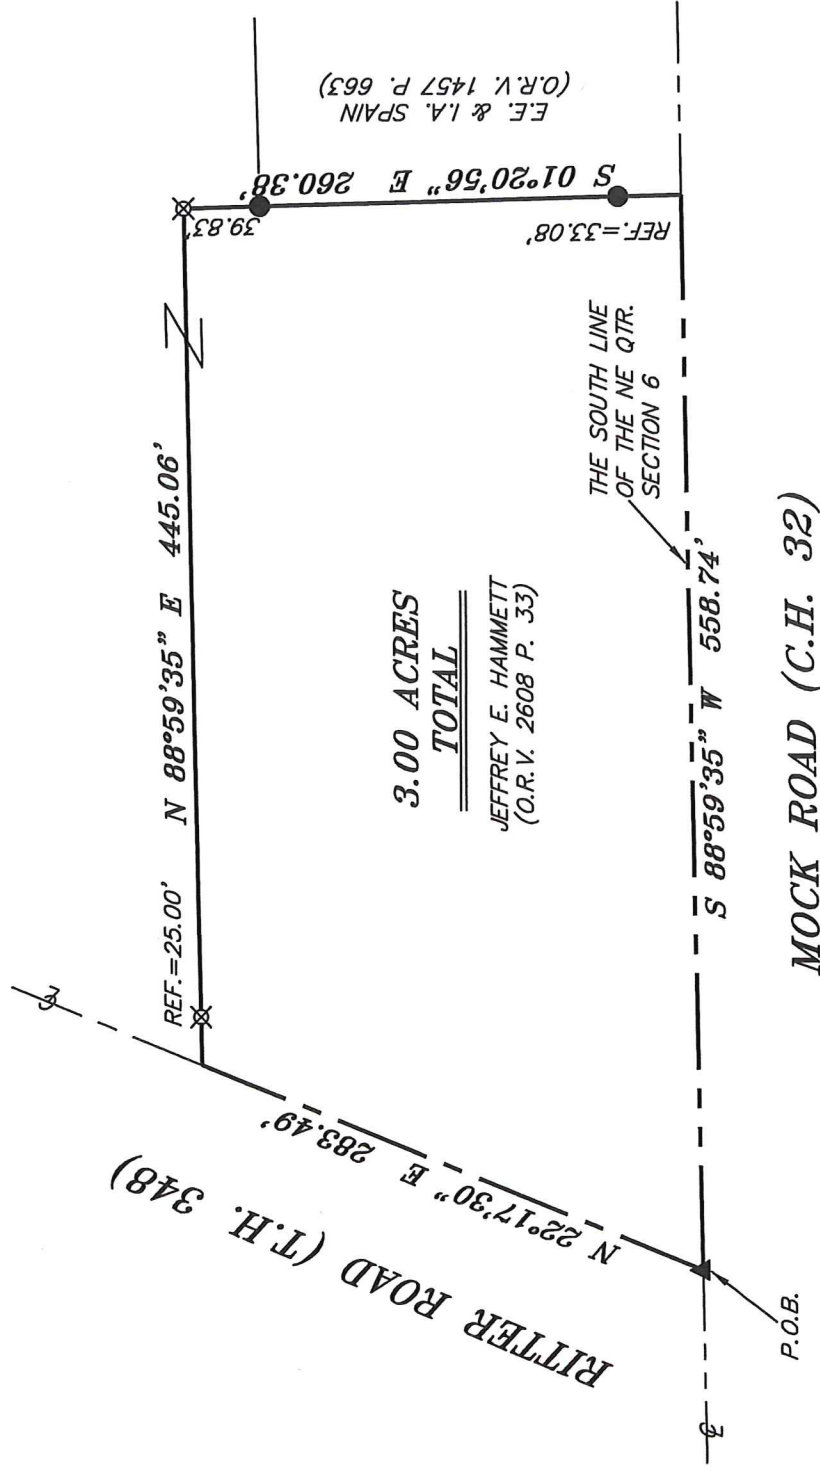 E.E. & I.A. SPAIN
(O.R.V. 1457 P. 663)
S 01°20'56" E 260.38'
39.83'
REF.=33.08'
N 88°59'35" E 445.06'
REF.=25.00'
THE SOUTH LINE
OF THE NE QTR.
SECTION 6
3.00 ACRES
TOTAL
JEFFREY E. HAMMETT
(O.R.V. 2608 P. 33)
S 88°59'35" W 558.74'
MOCK ROAD (C.H. 32)
N 22°17'30" E 283.49'
RITTER ROAD (T.H. 348)
P.O.B.